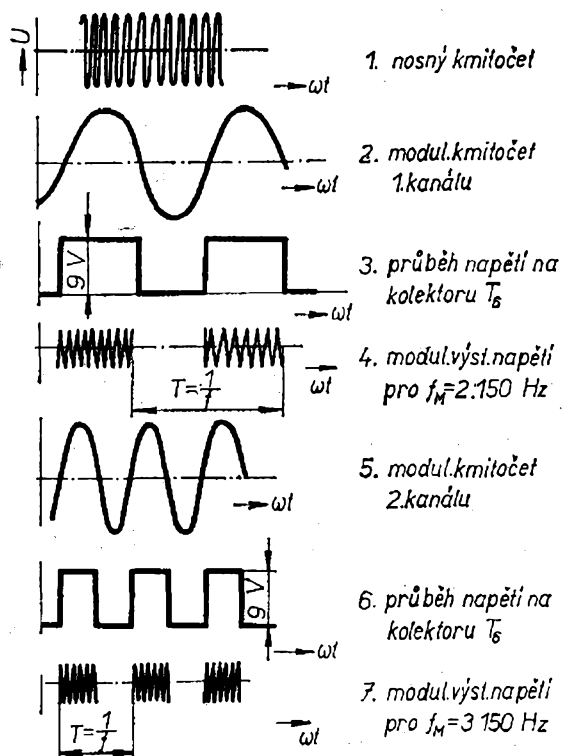 U
ωt
1. nosný kmitočet
2. modul.kmitočet
1.kanálu
ωt
9 V
3. průběh napětí na
kolektoru T6
ωt
4. modul.výst.napětí
pro fM=2.150 Hz
T=1/f
ωt
5. modul.kmitočet
2.kanálu
ωt
9 V
6. průběh napětí na
kolektoru T6
ωt
7. modul.výst.napětí
pro fM=3 150 Hz
T=1/f
ωt